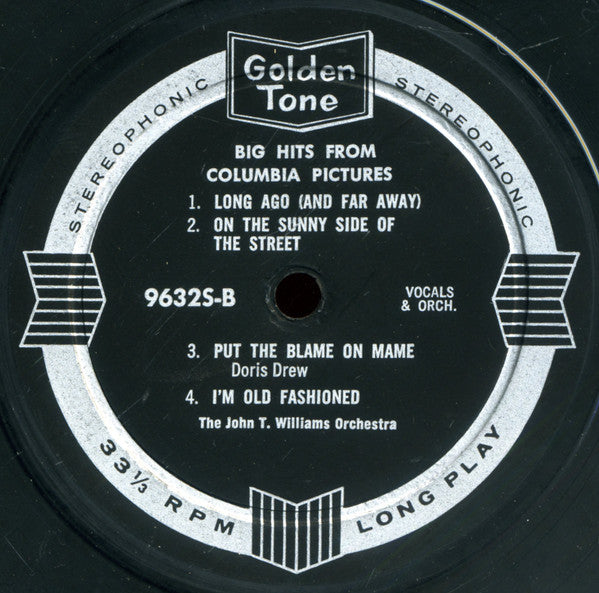 Golden
Tone
STEREOPHONIC
STEREOPHONIC
BIG HITS FROM
COLUMBIA PICTURES
1. LONG AGO (AND FAR AWAY)
2. ON THE SUNNY SIDE OF
THE STREET
9632S-B
VOCALS
& ORCH.
3. PUT THE BLAME ON MAME
Doris Drew
4. I'M OLD FASHIONED
The John T. Williams Orchestra
33⅓ RPM
LONG PLAY